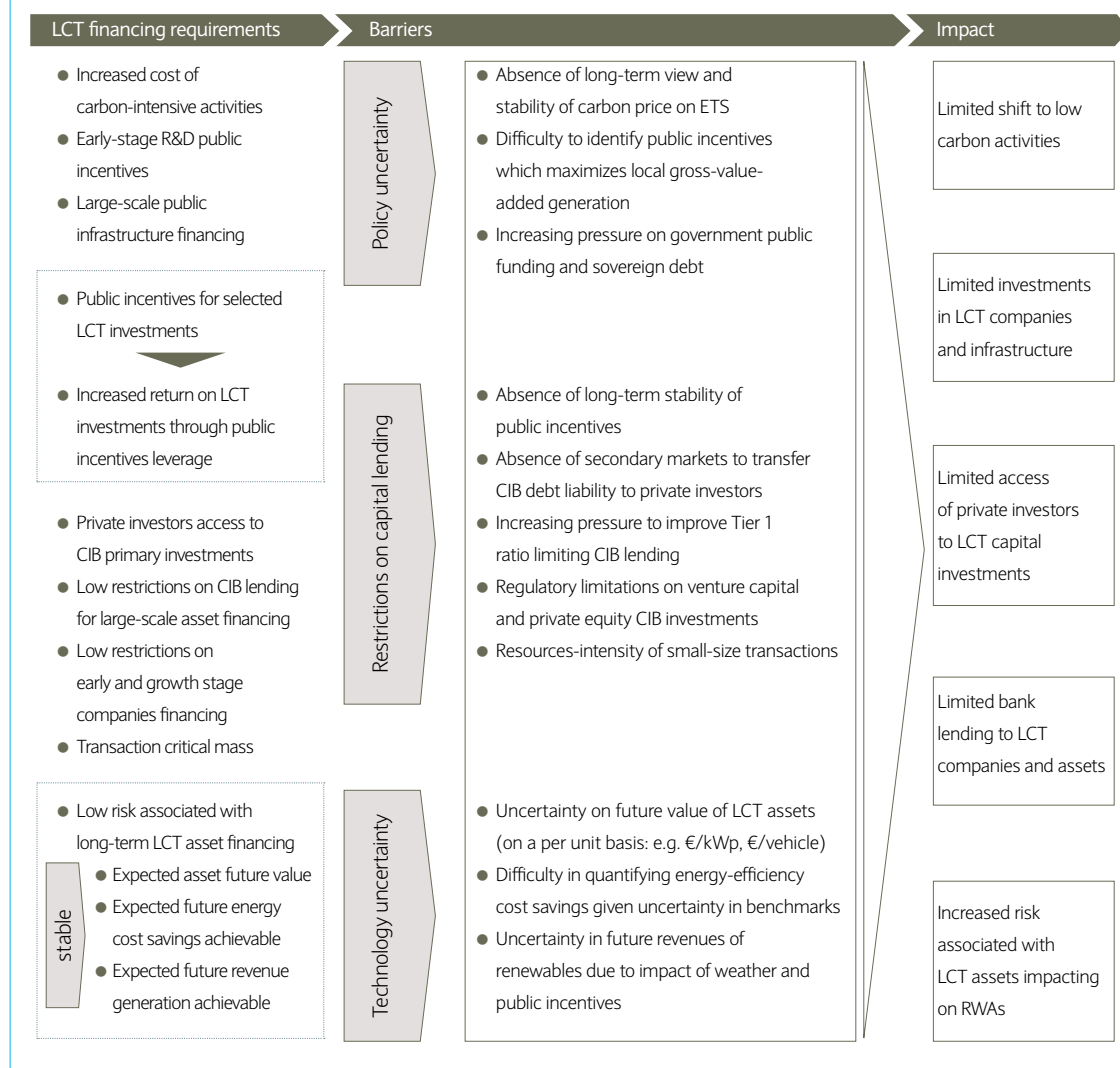 LCT financing requirements
Barriers
Impact
● Increased cost of
carbon-intensive activities
● Early-stage R&D public
incentives
● Large-scale public
infrastructure financing
● Public incentives for selected
LCT investments
● Increased return on LCT
investments through public
incentives leverage
● Private investors access to
CIB primary investments
● Low restrictions on CIB lending
for large-scale asset financing
● Low restrictions on
early and growth stage
companies financing
● Transaction critical mass
● Low risk associated with
long-term LCT asset financing
stable
● Expected asset future value
● Expected future energy
cost savings achievable
● Expected future revenue
generation achievable
Policy uncertainty
● Absence of long-term view and
stability of carbon price on ETS
● Difficulty to identify public incentives
which maximizes local gross-value-
added generation
● Increasing pressure on government public
funding and sovereign debt
Restrictions on capital lending
● Absence of long-term stability of
public incentives
● Absence of secondary markets to transfer
CIB debt liability to private investors
● Increasing pressure to improve Tier 1
ratio limiting CIB lending
● Regulatory limitations on venture capital
and private equity CIB investments
● Resources-intensity of small-size transactions
Technology uncertainty
● Uncertainty on future value of LCT assets
(on a per unit basis: e.g. €/kWp, €/vehicle)
● Difficulty in quantifying energy-efficiency
cost savings given uncertainty in benchmarks
● Uncertainty in future revenues of
renewables due to impact of weather and
public incentives
Limited shift to low
carbon activities
Limited investments
in LCT companies
and infrastructure
Limited access
of private investors
to LCT capital
investments
Limited bank
lending to LCT
companies and assets
Increased risk
associated with
LCT assets impacting
on RWAs